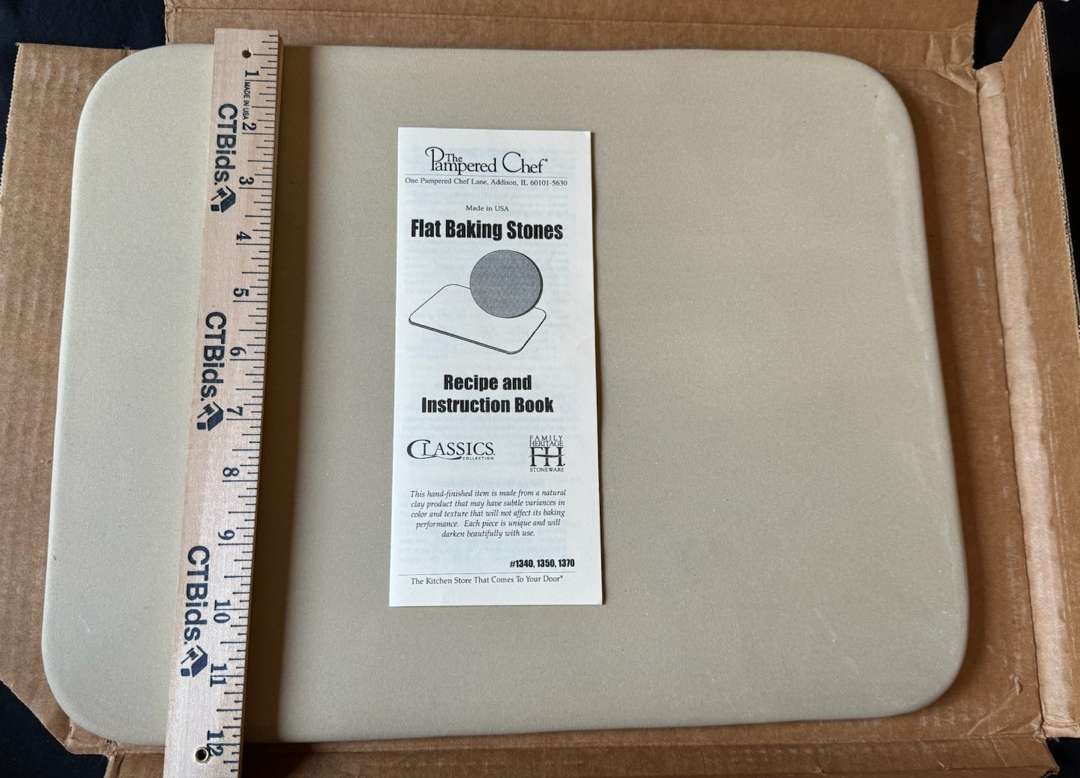 1 MADE IN USA 2 3 4 5 6 7 8 9 10 11 12
CTBids.
CTBids.
CTBids.
The Pampered Chef®
One Pampered Chef Lane, Addison, IL 60101-5630
Made in USA
Flat Baking Stones
Recipe and
Instruction Book
CLASSICS
COLLECTION
FAMILY
HERITAGE
FH
STONEWARE
This hand-finished item is made from a natural
clay product that may have subtle variances in
color and texture that will not affect its baking
performance. Each piece is unique and will
darken beautifully with use.
#1340, 1350, 1370
The Kitchen Store That Comes To Your Door®